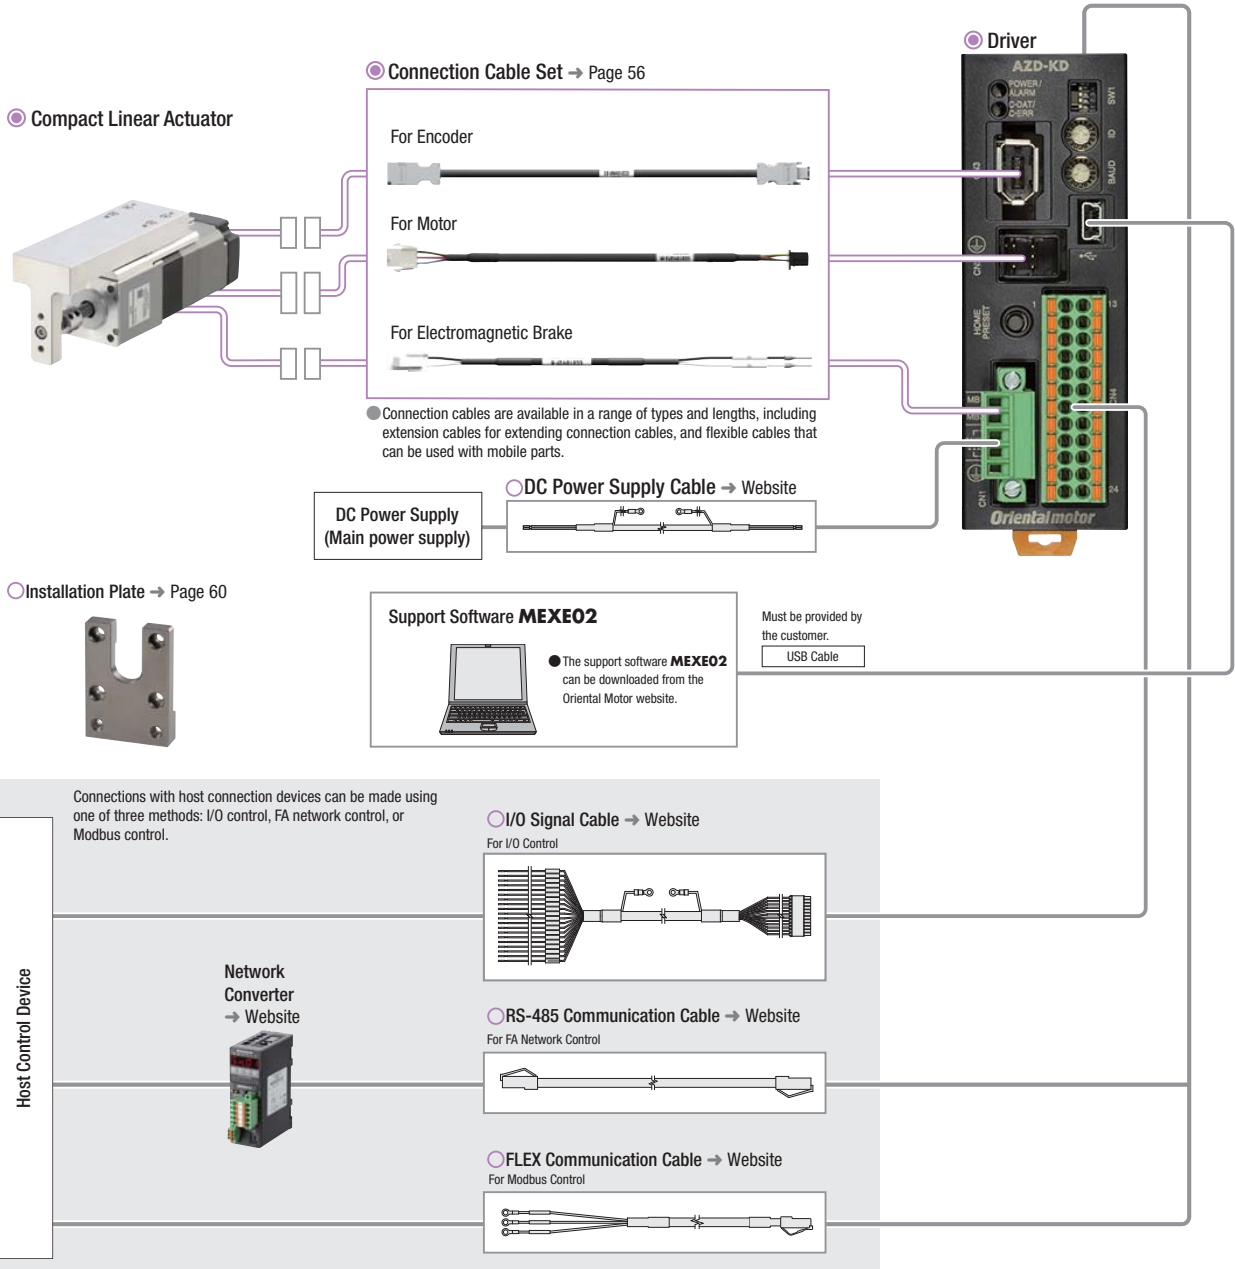 Driver
AZD-KD
POWER/
ALARM
C-DAT/
C-ERR
SW1
ID
BAUD
CN3
HOME
PRESET
1
13
CN4
MB
24
CN1
Orientalmotor
Connection Cable Set → Page 56
Compact Linear Actuator
For Encoder
For Motor
For Electromagnetic Brake
Connection cables are available in a range of types and lengths, including
extension cables for extending connection cables, and flexible cables that
can be used with mobile parts.
DC Power Supply Cable → Website
DC Power Supply
(Main power supply)
Installation Plate → Page 60
Support Software MEXE02
The support software MEXE02
can be downloaded from the
Oriental Motor website.
Must be provided by
the customer.
USB Cable
Connections with host connection devices can be made using
one of three methods: I/O control, FA network control, or
Modbus control.
Host Control Device
I/O Signal Cable → Website
For I/O Control
Network
Converter
→ Website
RS-485 Communication Cable → Website
For FA Network Control
FLEX Communication Cable → Website
For Modbus Control